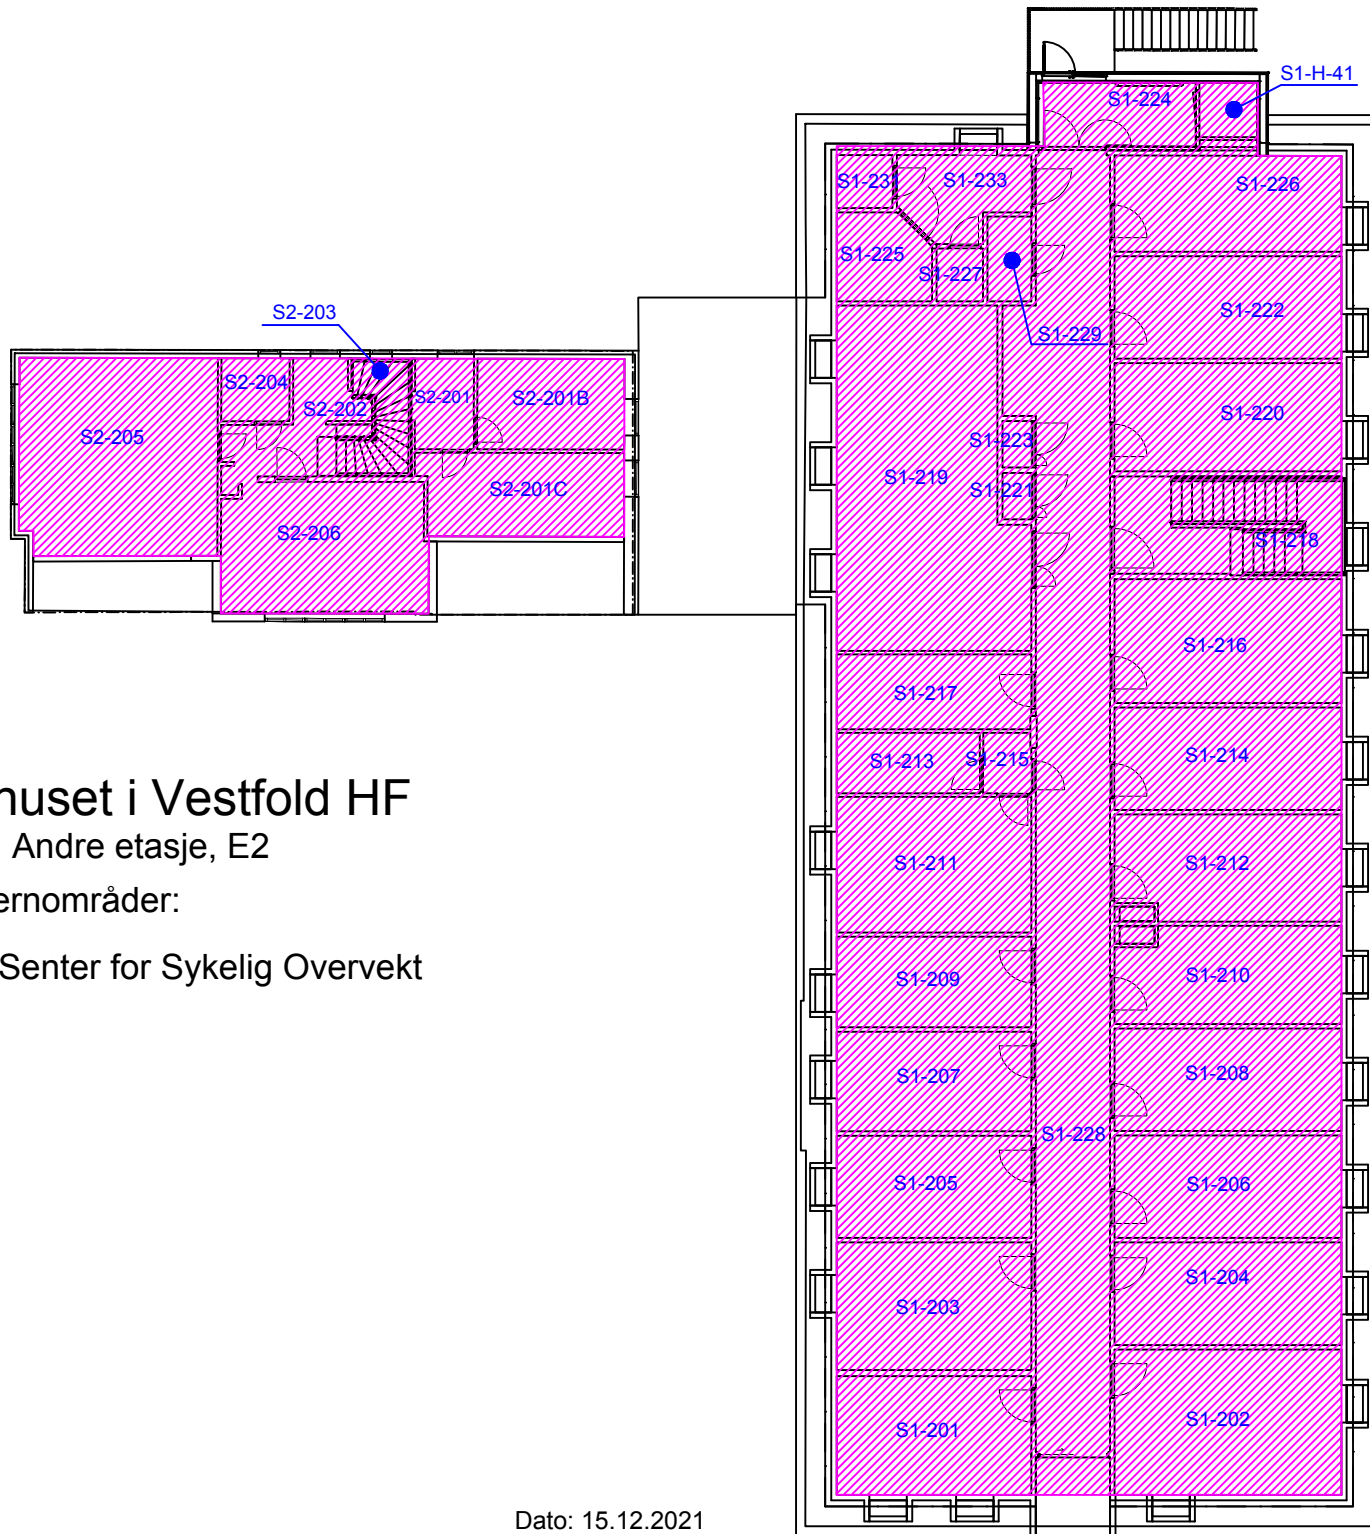 S1-H-41
S1-224
S1-231
S1-233
S1-226
S1-225
S1-227
S1-222
S1-229
S2-203
S2-204
S2-202
S2-201
S2-201B
S1-220
S2-205
S1-223
S1-219
S1-221
S2-201C
S2-206
S1-218
S1-216
S1-217
S1-213
S1-215
S1-214
huset i Vestfold HF
Andre etasje, E2
S1-211
S1-212
ernområder:
Senter for Sykelig Overvekt
S1-209
S1-210
S1-207
S1-208
S1-228
S1-205
S1-206
S1-204
S1-203
S1-201
S1-202
Dato: 15.12.2021